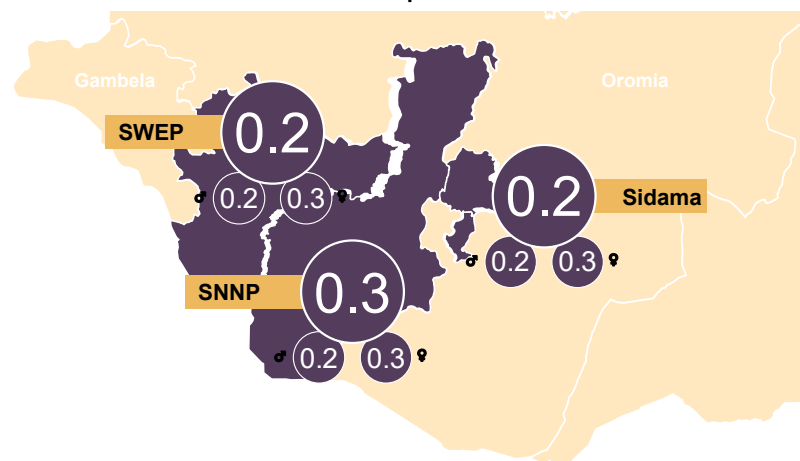 Gambela
Oromia
SWEP
0.2
♂ 0.2 0.3 ♀
0.2
Sidama
♂ 0.2 0.3 ♀
SNNP
0.3
♂ 0.2 0.3 ♀